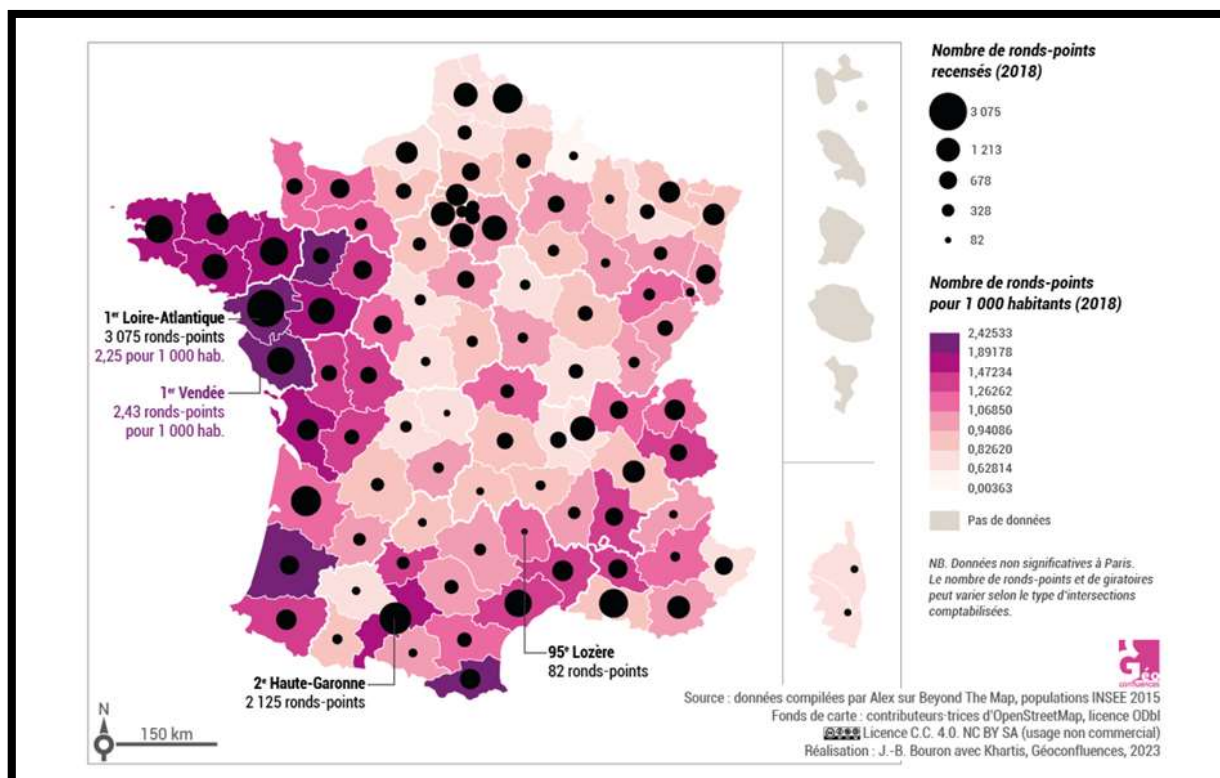 Nombre de ronds-points
recensés (2018)
3 075
1 213
678
328
82
Nombre de ronds-points
pour 1 000 habitants (2018)
2,42533
1,89178
1,47234
1,26262
1,06850
0,94086
0,82620
0,62814
0,00363
Pas de données
NB. Données non significatives à Paris.
Le nombre de ronds-points et de giratoires
peut varier selon le type d'intersections
comptabilisées.
1er Loire-Atlantique
3 075 ronds-points
2,25 pour 1 000 hab.
1er Vendée
2,43 ronds-points
pour 1 000 hab.
95e Lozère
82 ronds-points
2e Haute-Garonne
2 125 ronds-points
N
150 km
Géo
confluences
Source : données compilées par Alex sur Beyond The Map, populations INSEE 2015
Fonds de carte : contributeurs·trices d'OpenStreetMap, licence ODbl
Licence C.C. 4.0. NC BY SA (usage non commercial)
Réalisation : J.-B. Bouron avec Khartis, Géoconfluences, 2023